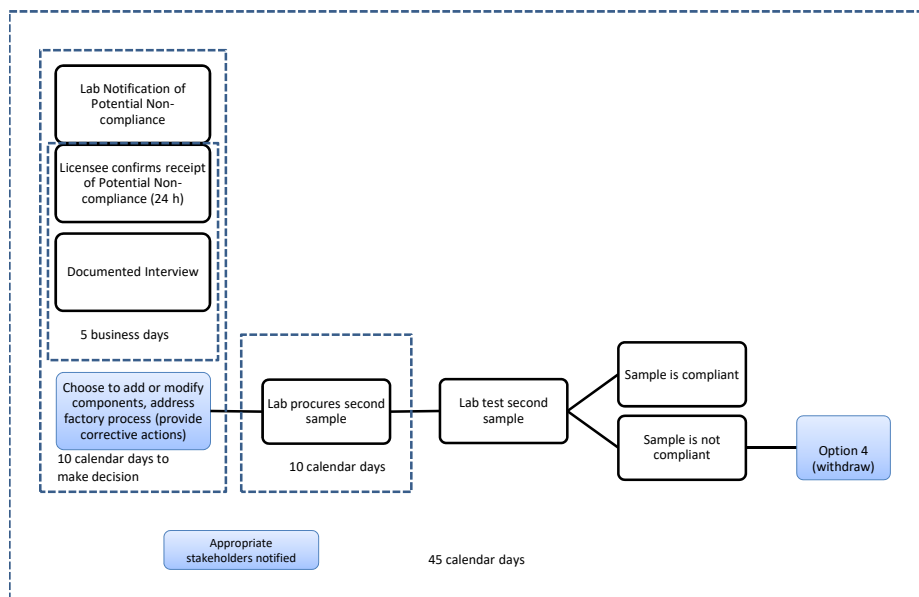 Lab Notification of
Potential Non-
compliance
Licensee confirms receipt
of Potential Non-
compliance (24 h)
Documented Interview
5 business days
Choose to add or modify
components, address
factory process (provide
corrective actions)
10 calendar days to
make decision
Lab procures second
sample
10 calendar days
Lab test second
sample
Sample is compliant
Sample is not
compliant
Option 4
(withdraw)
Appropriate
stakeholders notified
45 calendar days